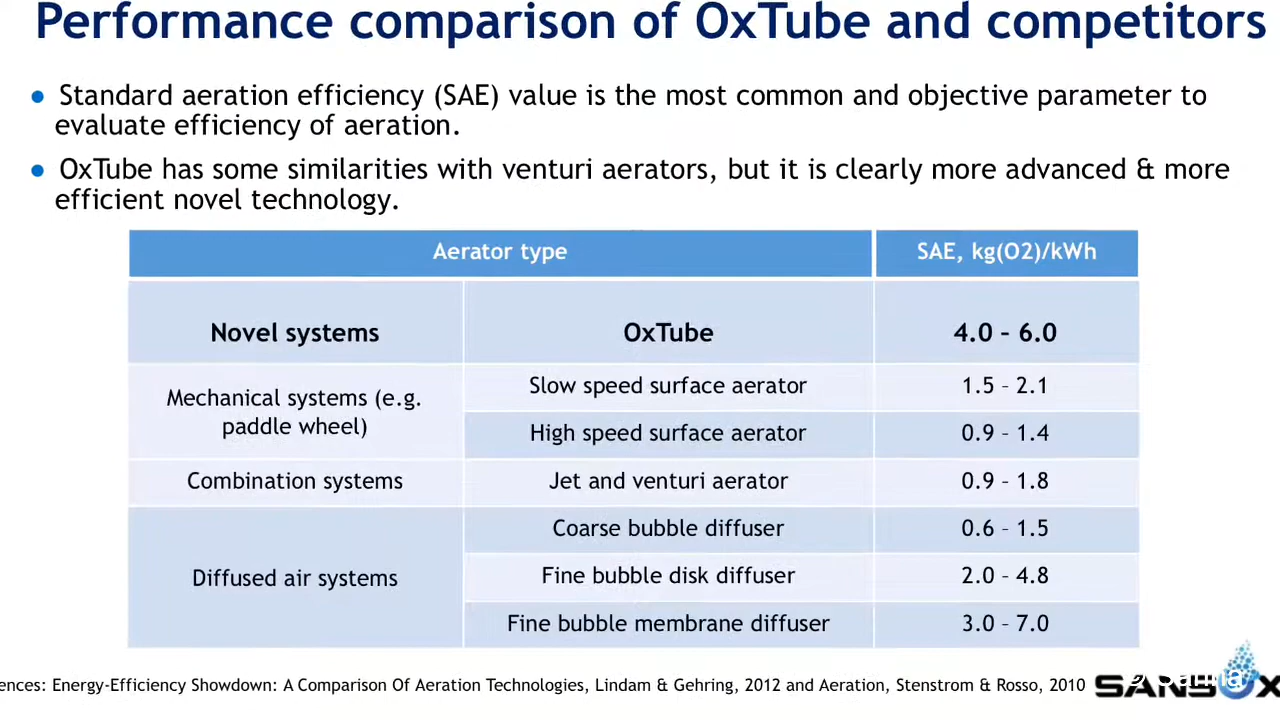 Performance comparison of OxTube and competitors
● Standard aeration efficiency (SAE) value is the most common and objective parameter to
evaluate efficiency of aeration.
● OxTube has some similarities with venturi aerators, but it is clearly more advanced & more
efficient novel technology.
Aerator type SAE, kg(O2)/kWh
Novel systems OxTube 4.0 – 6.0
Mechanical systems (e.g.
paddle wheel)
Slow speed surface aerator 1.5 – 2.1
High speed surface aerator 0.9 – 1.4
Combination systems Jet and venturi aerator 0.9 – 1.8
Diffused air systems
Coarse bubble diffuser 0.6 – 1.5
Fine bubble disk diffuser 2.0 – 4.8
Fine bubble membrane diffuser 3.0 – 7.0
ences: Energy-Efficiency Showdown: A Comparison Of Aeration Technologies, Lindam & Gehring, 2012 and Aeration, Stenstrom & Rosso, 2010
SANSOX